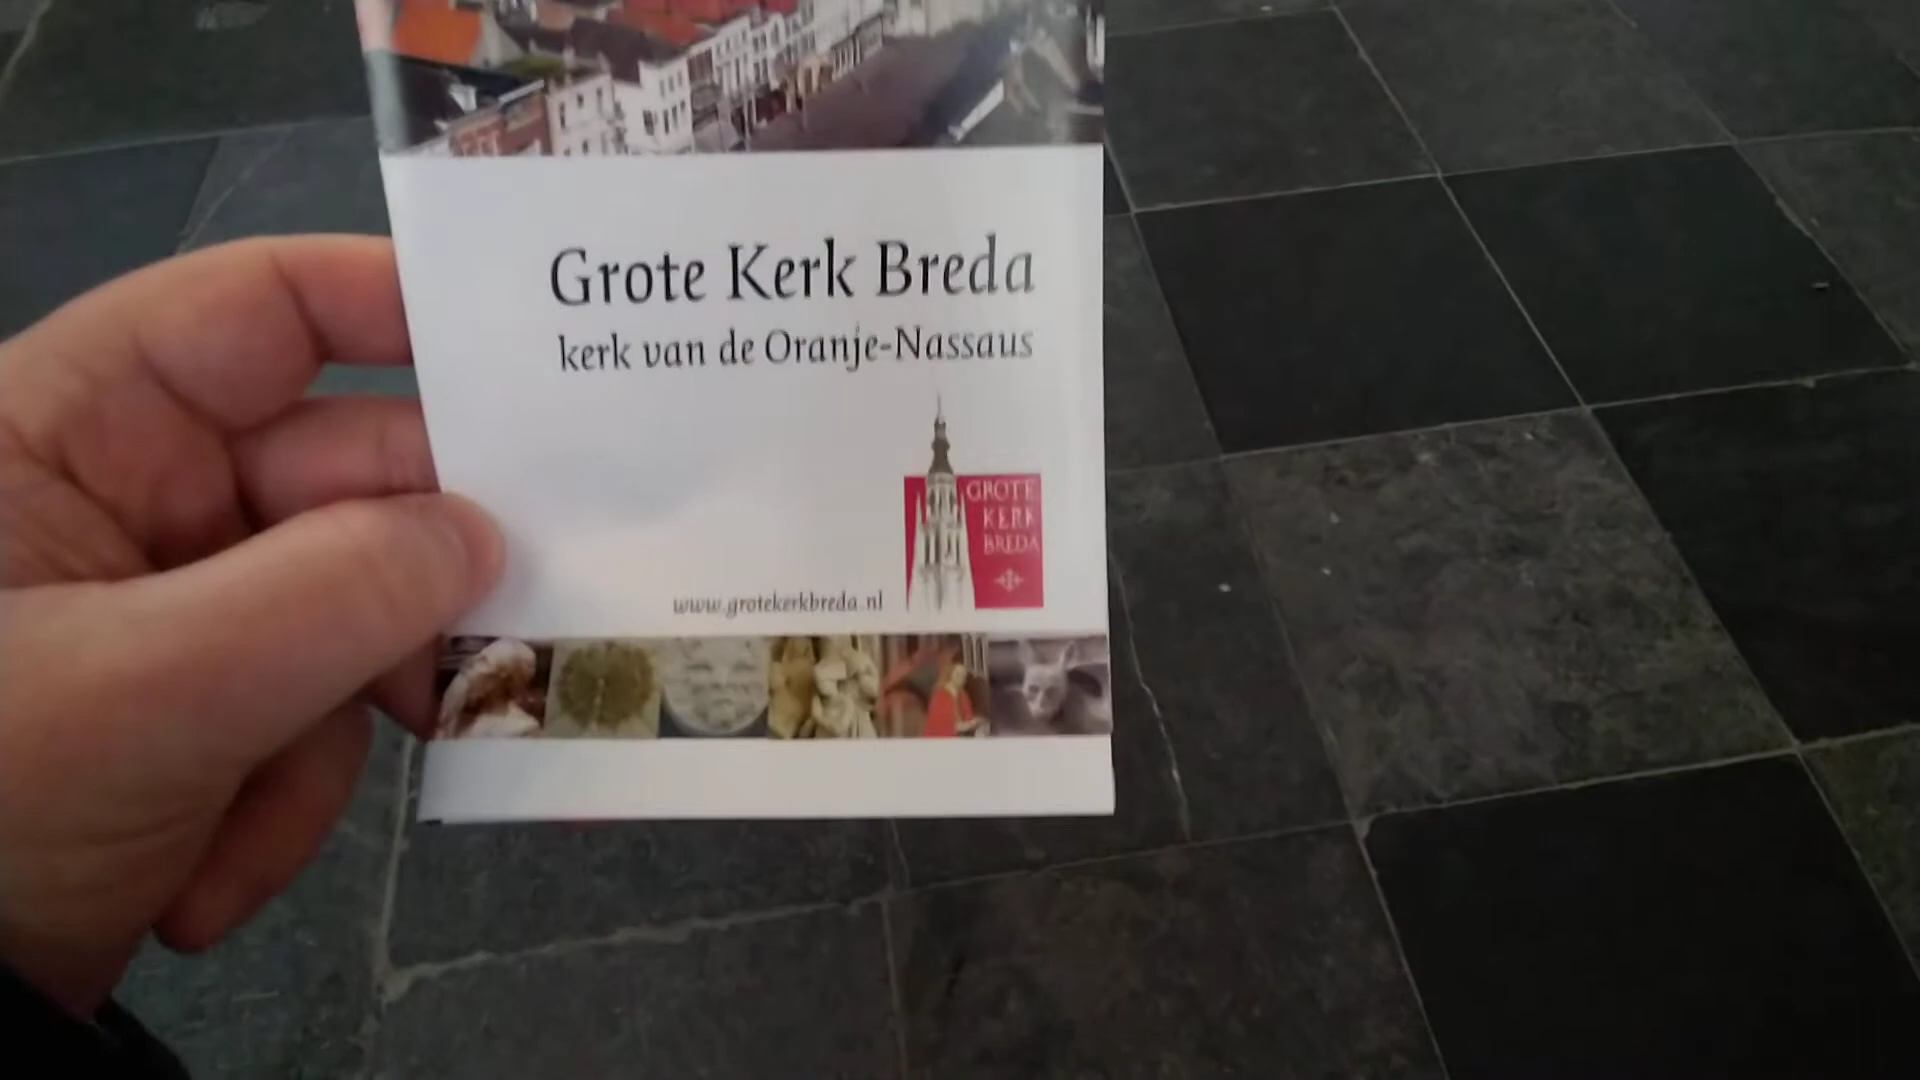 Grote Kerk Breda
kerk van de Oranje-Nassaus
GROTE
KERK
BREDA
www.grotekerkbreda.nl